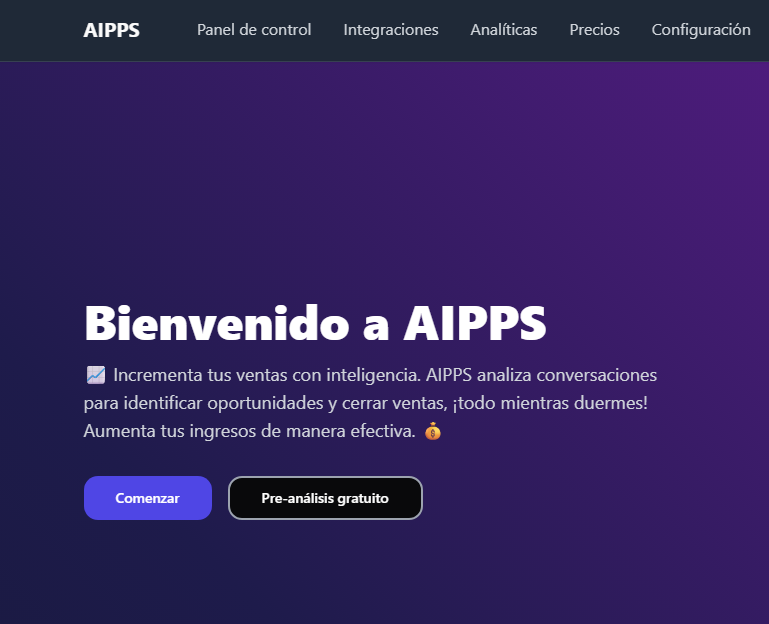 AIPPS
Panel de control
Integraciones
Analíticas
Precios
Configuración
Bienvenido a AIPPS
📈 Incrementa tus ventas con inteligencia. AIPPS analiza conversaciones
para identificar oportunidades y cerrar ventas, ¡todo mientras duermes!
Aumenta tus ingresos de manera efectiva. 💰
Comenzar
Pre-análisis gratuito